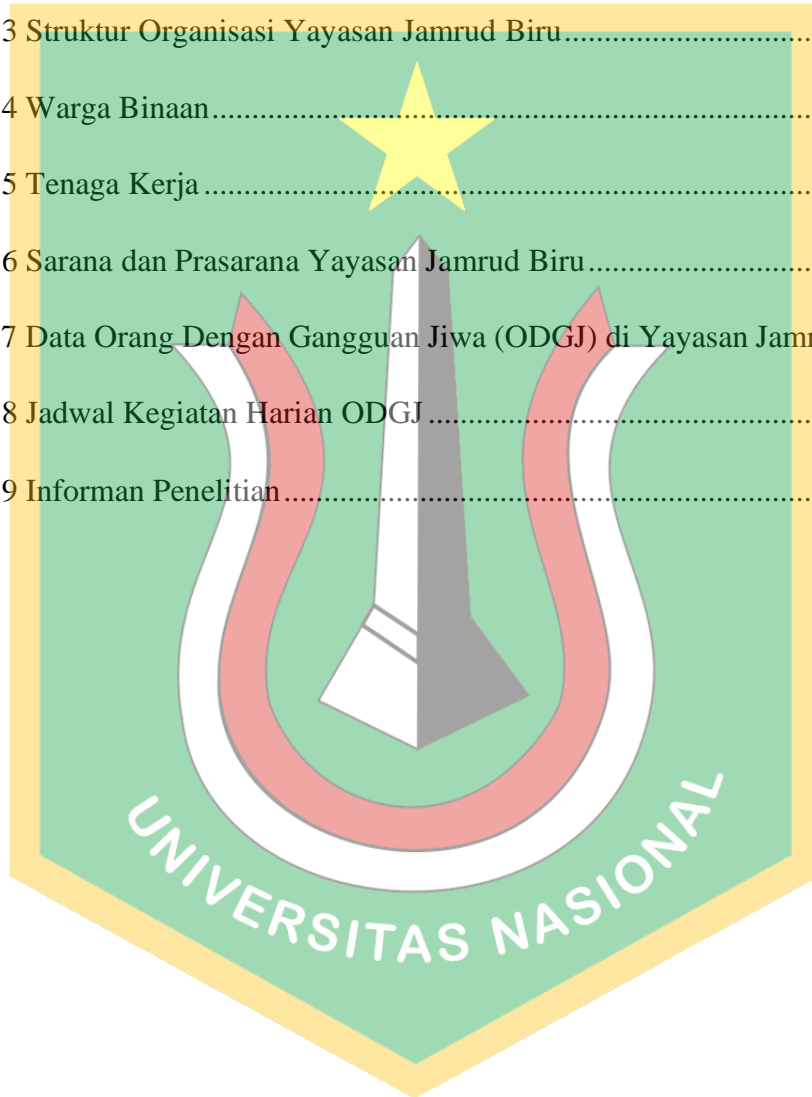 3 Struktur Organisasi Yayasan Jamrud Biru
4 Warga Binaan
5 Tenaga Kerja
6 Sarana dan Prasarana Yayasan Jamrud Biru
7 Data Orang Dengan Gangguan Jiwa (ODGJ) di Yayasan
8 Jadwal Kegiatan Harian ODGJ
9 Informan Penelitian
UNIVERSITAS NASIONAL